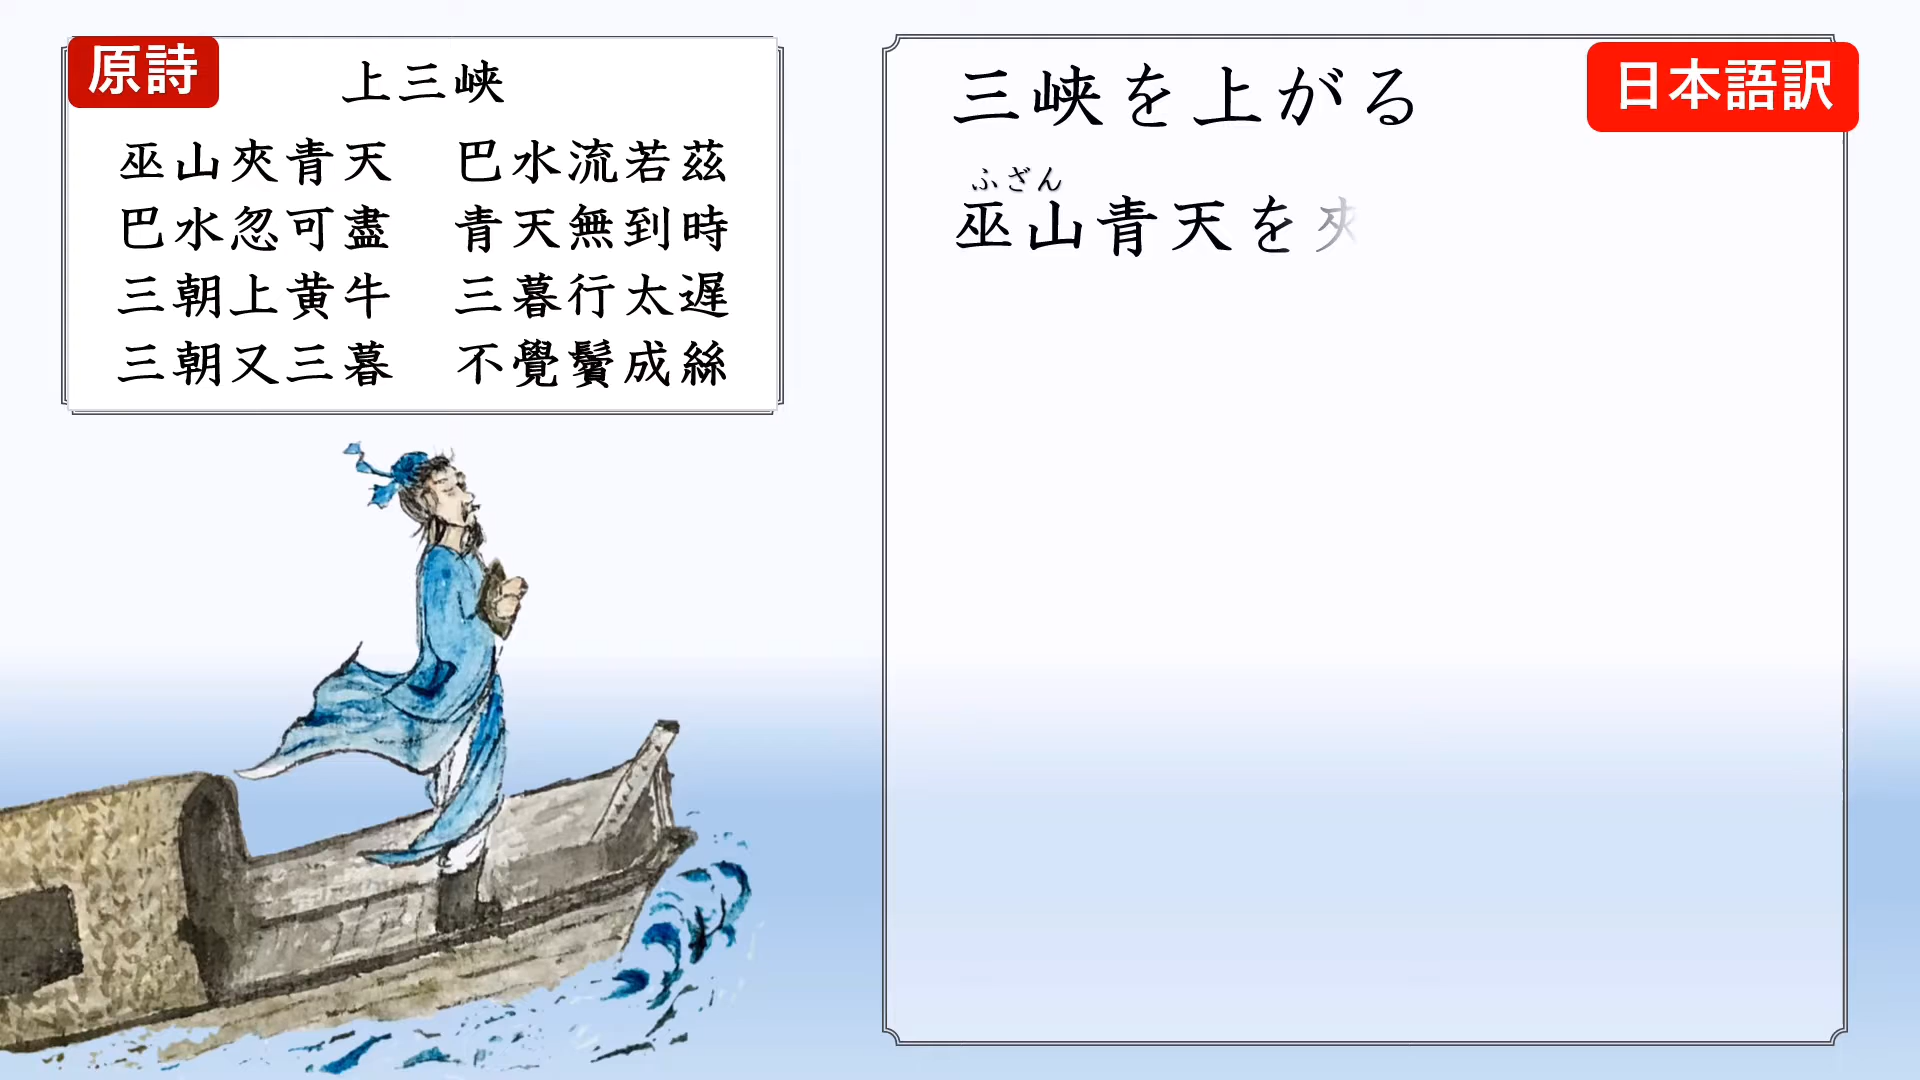 原詩
上三峡
巫山夾青天 巴水流若茲
巴水忽可盡 青天無到時
三朝上黄牛 三暮行太遅
三朝又三暮 不覺鬢成絲
日本語訳
三峡を上がる
ふざん
巫山青天を夾